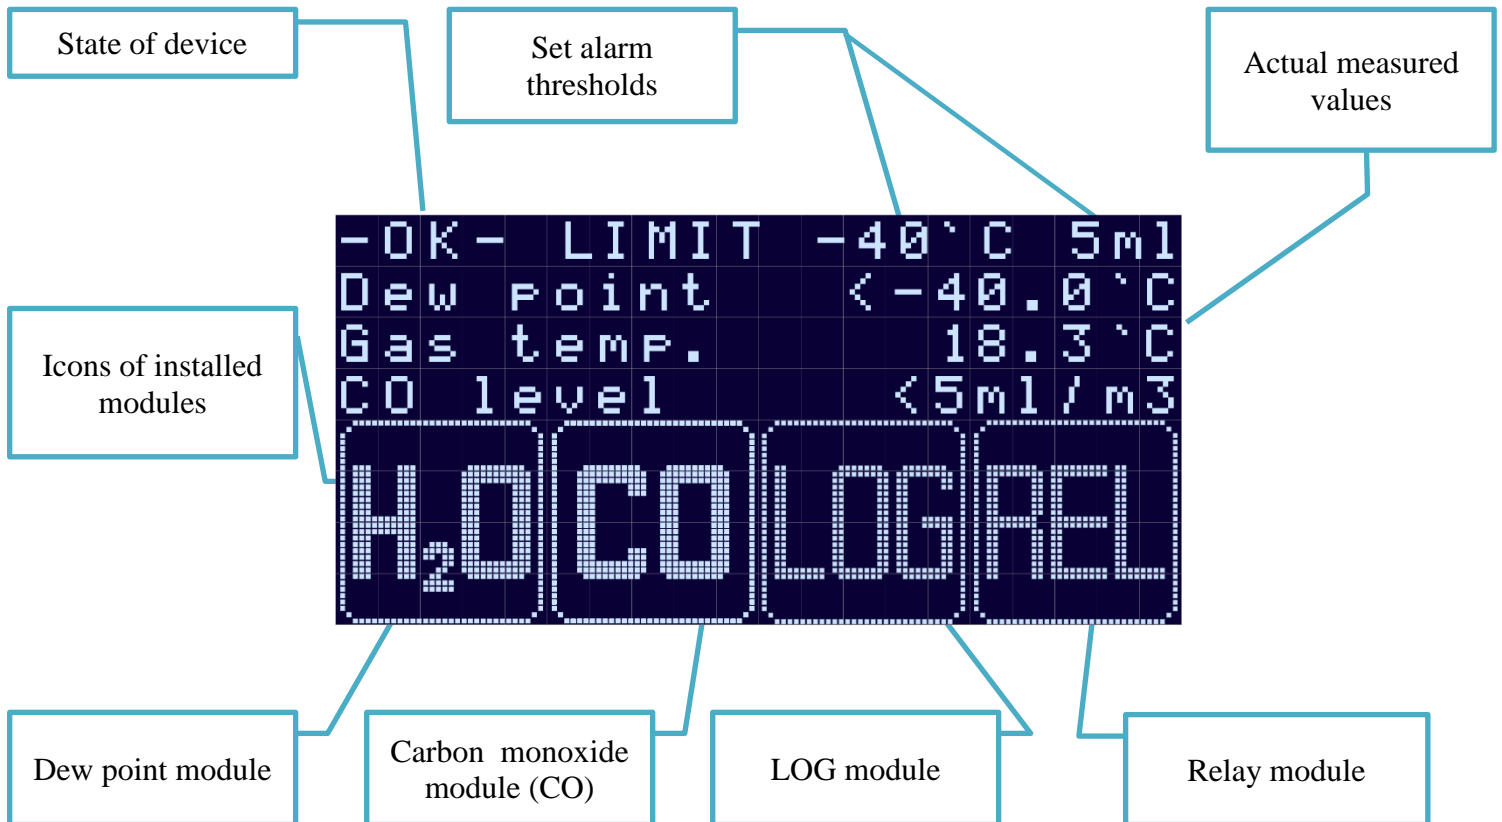 State of device
Set alarm
thresholds
Actual measured
values
-OK- LIMIT -40`C 5ml
Dew point <-40.0`C
Gas temp. 18.3`C
CO level <5ml/m3
Icons of installed
modules
H₂O CO LOG REL
Dew point module
Carbon monoxide
module (CO)
LOG module
Relay module